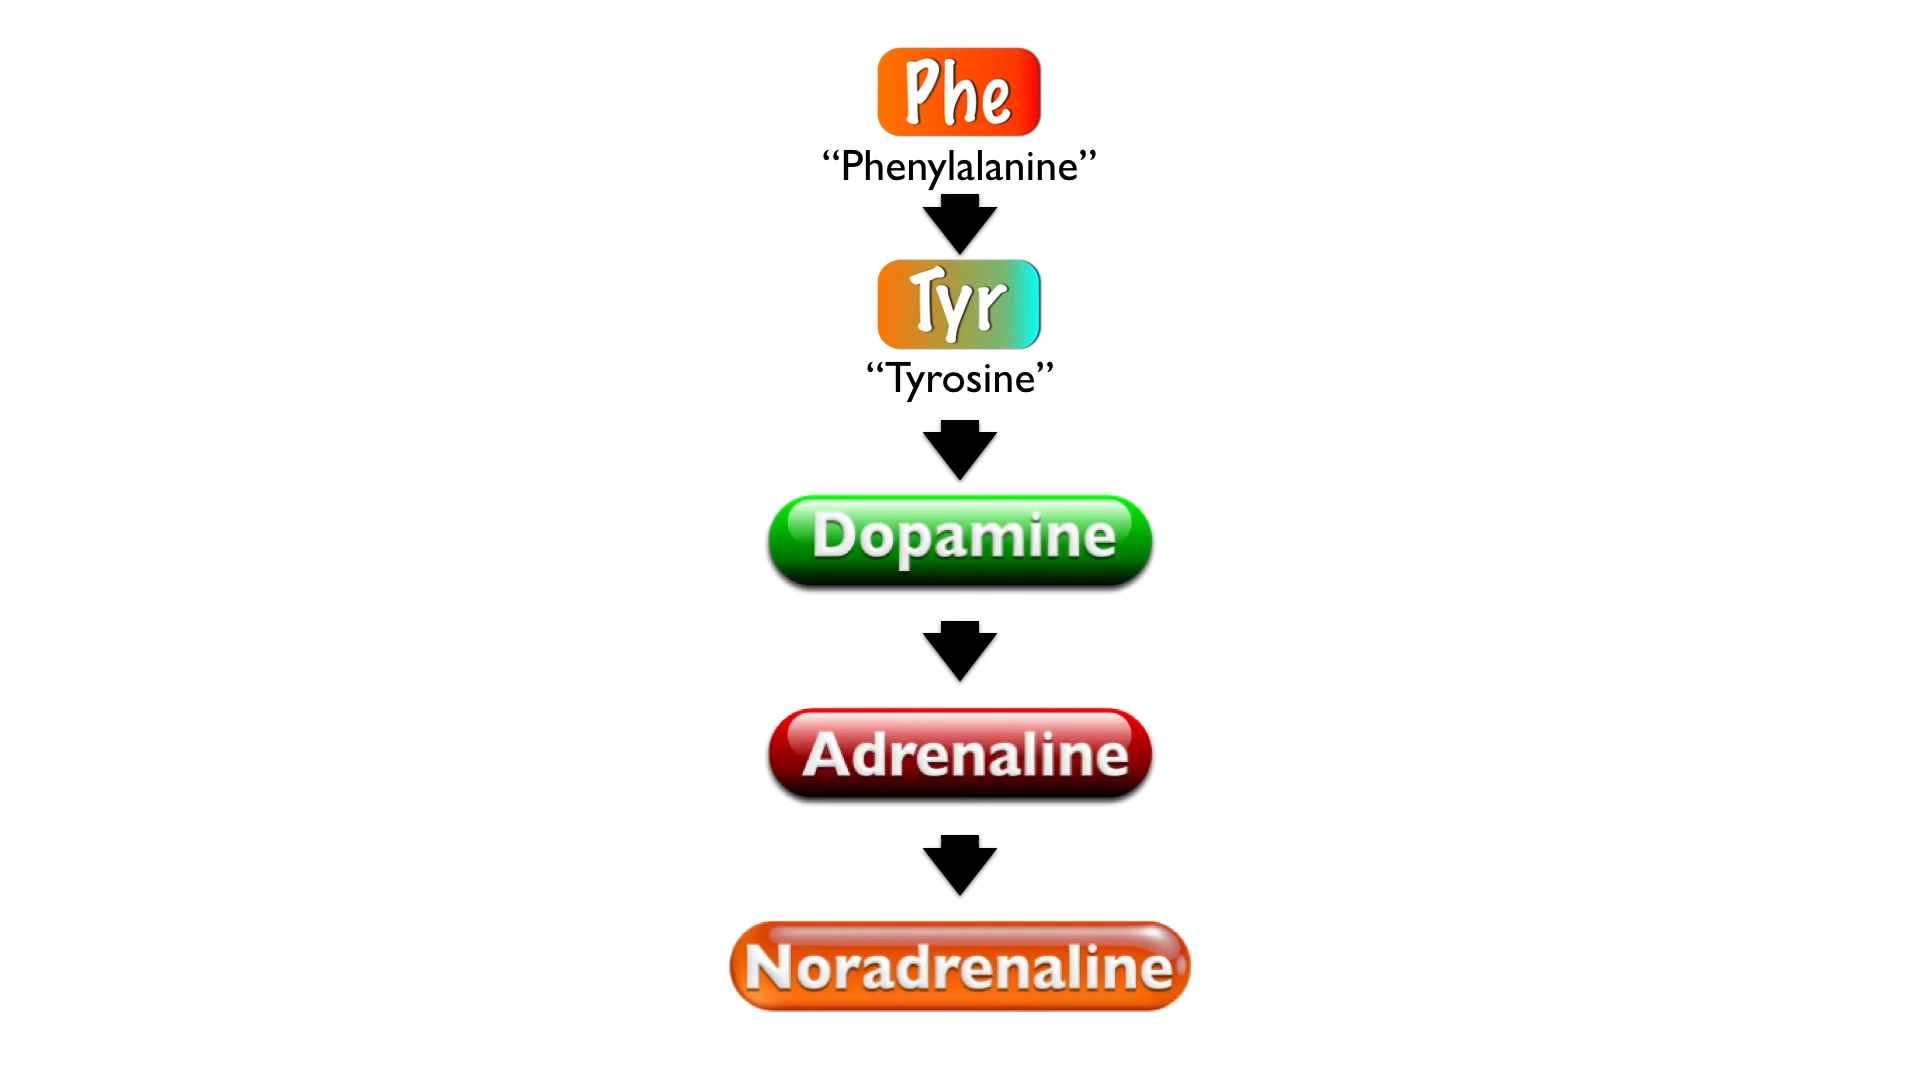 Phe
“Phenylalanine”
Tyr
“Tyrosine”
Dopamine
Adrenaline
Noradrenaline